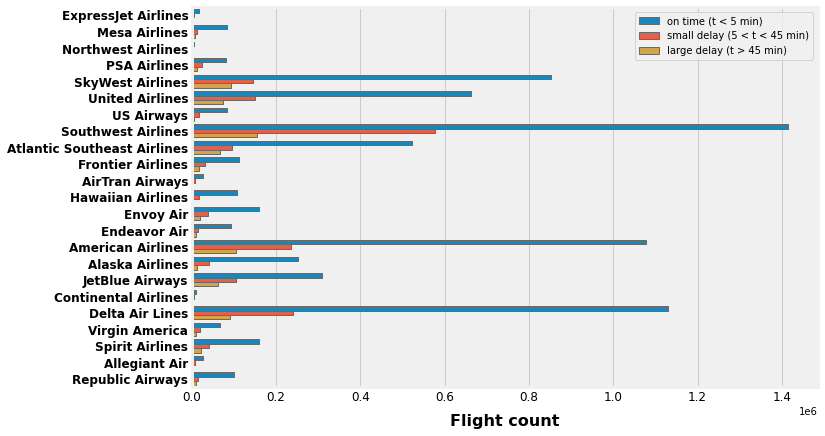 ExpressJet Airlines
Mesa Airlines
Northwest Airlines
PSA Airlines
SkyWest Airlines
United Airlines
US Airways
Southwest Airlines
Atlantic Southeast Airlines
Frontier Airlines
AirTran Airways
Hawaiian Airlines
Envoy Air
Endeavor Air
American Airlines
Alaska Airlines
JetBlue Airways
Continental Airlines
Delta Air Lines
Virgin America
Spirit Airlines
Allegiant Air
Republic Airways
on time (t < 5 min)
small delay (5 < t < 45 min)
large delay (t > 45 min)
0.0 0.2 0.4 0.6 0.8 1.0 1.2 1.4
1e6
Flight count